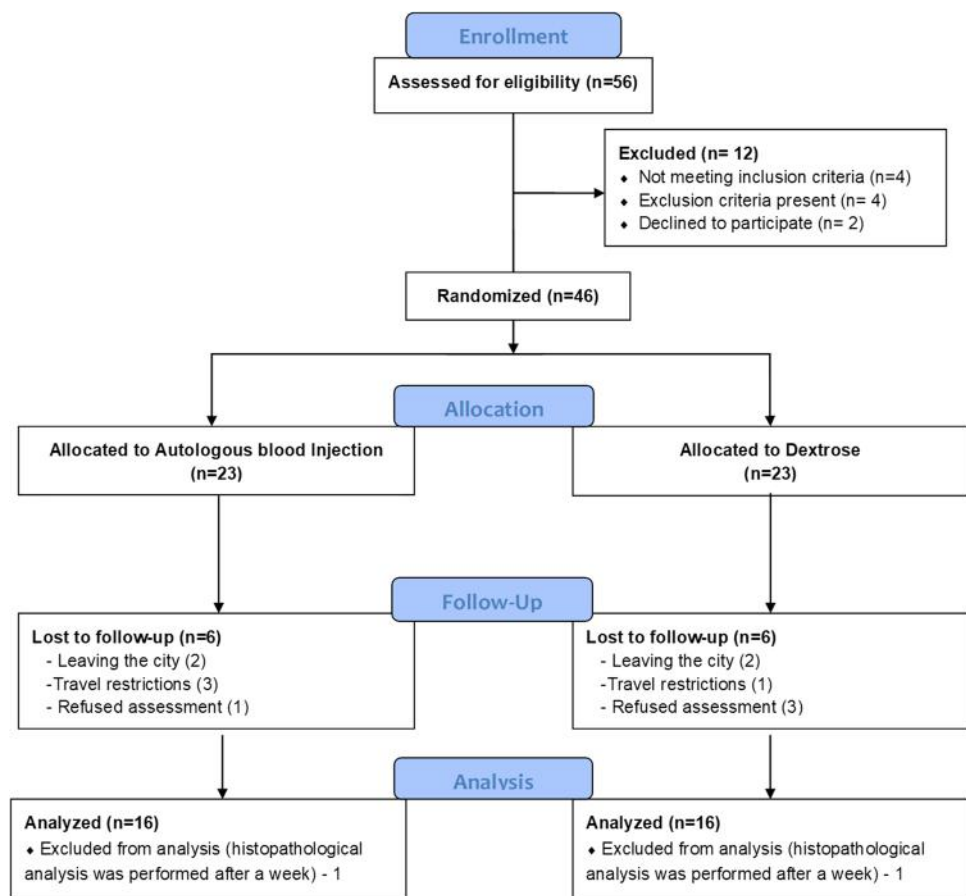 Enrollment
Assessed for eligibility (n=56)
Excluded (n= 12)
♦ Not meeting inclusion criteria (n=4)
♦ Exclusion criteria present (n= 4)
♦ Declined to participate (n= 2)
Randomized (n=46)
Allocation
Allocated to Autologous blood Injection
(n=23)
Allocated to Dextrose
(n=23)
Follow-Up
Lost to follow-up (n=6)
- Leaving the city (2)
-Travel restrictions (3)
- Refused assessment (1)
Lost to follow-up (n=6)
- Leaving the city (2)
-Travel restrictions (1)
- Refused assessment (3)
Analysis
Analyzed (n=16)
♦ Excluded from analysis (histopathological
analysis was performed after a week) - 1
Analyzed (n=16)
♦ Excluded from analysis (histopathological
analysis was performed after a week) - 1